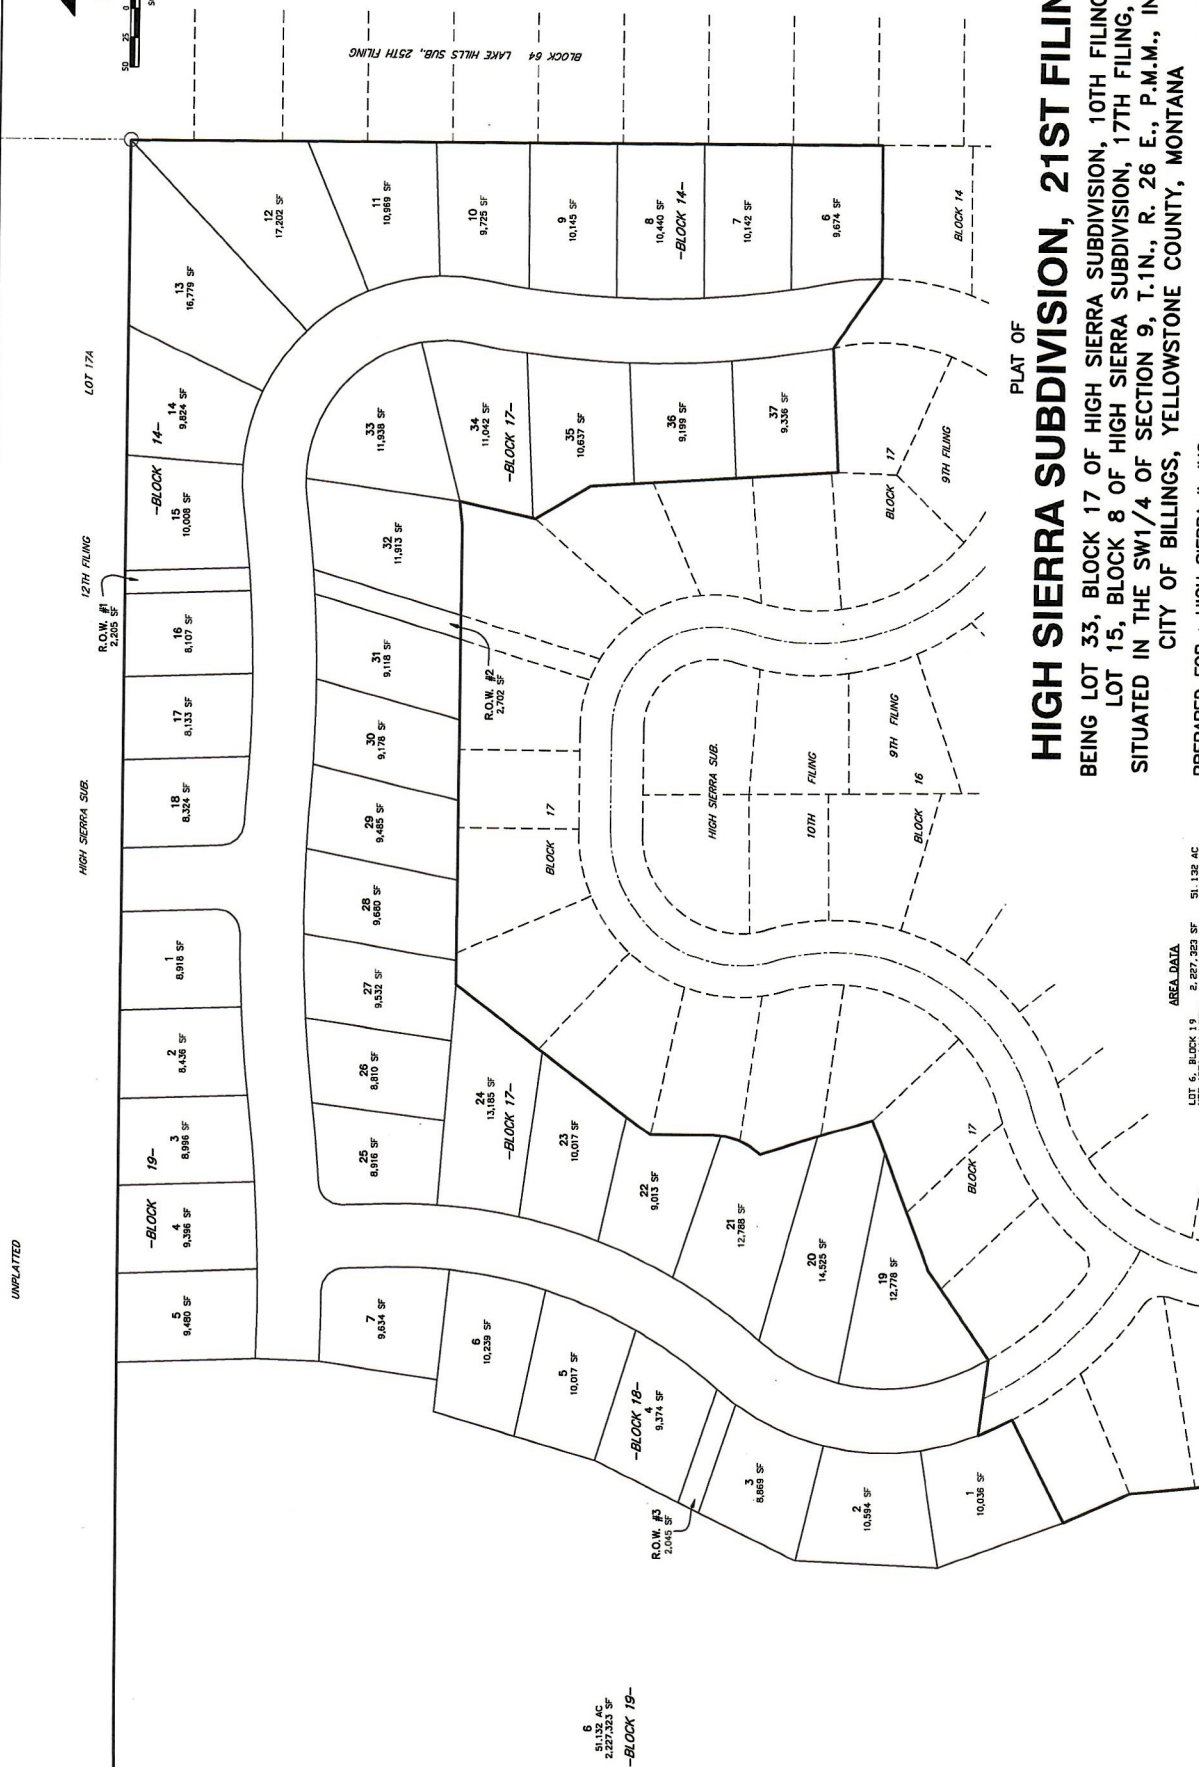 PLAT OF
HIGH SIERRA SUBDIVISION, 21ST FILIN
BEING LOT 33, BLOCK 17 OF HIGH SIERRA SUBDIVISION, 10TH FILING
LOT 15, BLOCK 8 OF HIGH SIERRA SUBDIVISION, 17TH FILING,
SITUATED IN THE SW1/4 OF SECTION 9, T.1N., R. 26 E., P.M.M., IN
CITY OF BILLINGS, YELLOWSTONE COUNTY, MONTANA
UNPLATTED
HIGH SIERRA SUB.
12TH FILING
LOT 17A
50
25
0
BLOCK 64 LAKE HILLS SUB., 25TH FILING
5
9,480 SF
-BLOCK 19-
4
9,396 SF
3
8,996 SF
2
8,436 SF
1
8,918 SF
18
8,324 SF
17
8,133 SF
16
8,107 SF
R.O.W. #1
2,205 SF
-BLOCK 14-
15
10,008 SF
14
9,824 SF
13
16,779 SF
12
17,202 SF
11
10,969 SF
10
9,725 SF
9
10,145 SF
8
10,440 SF
-BLOCK 14-
7
10,142 SF
6
9,674 SF
BLOCK 14
7
9,634 SF
25
8,916 SF
26
8,810 SF
27
9,532 SF
28
9,680 SF
29
9,485 SF
30
9,178 SF
31
9,118 SF
R.O.W. #2
2,702 SF
32
11,913 SF
33
11,938 SF
34
11,042 SF
-BLOCK 17-
35
10,637 SF
36
9,199 SF
37
9,336 SF
BLOCK 17
9TH FILING
6
10,239 SF
5
10,017 SF
-BLOCK 18-
4
9,374 SF
R.O.W. #3
2,045 SF
3
8,869 SF
2
10,594 SF
1
10,036 SF
24
13,185 SF
-BLOCK 17-
23
10,017 SF
22
9,013 SF
21
12,788 SF
20
14,525 SF
19
12,778 SF
BLOCK 17
BLOCK 17
HIGH SIERRA SUB.
10TH FILING
9TH FILING
BLOCK 16
6
51.132 AC
2,227,323 SF
-BLOCK 19-
AREA DATA
LOT 6, BLOCK 19 2,227,323 SF 51.132 AC